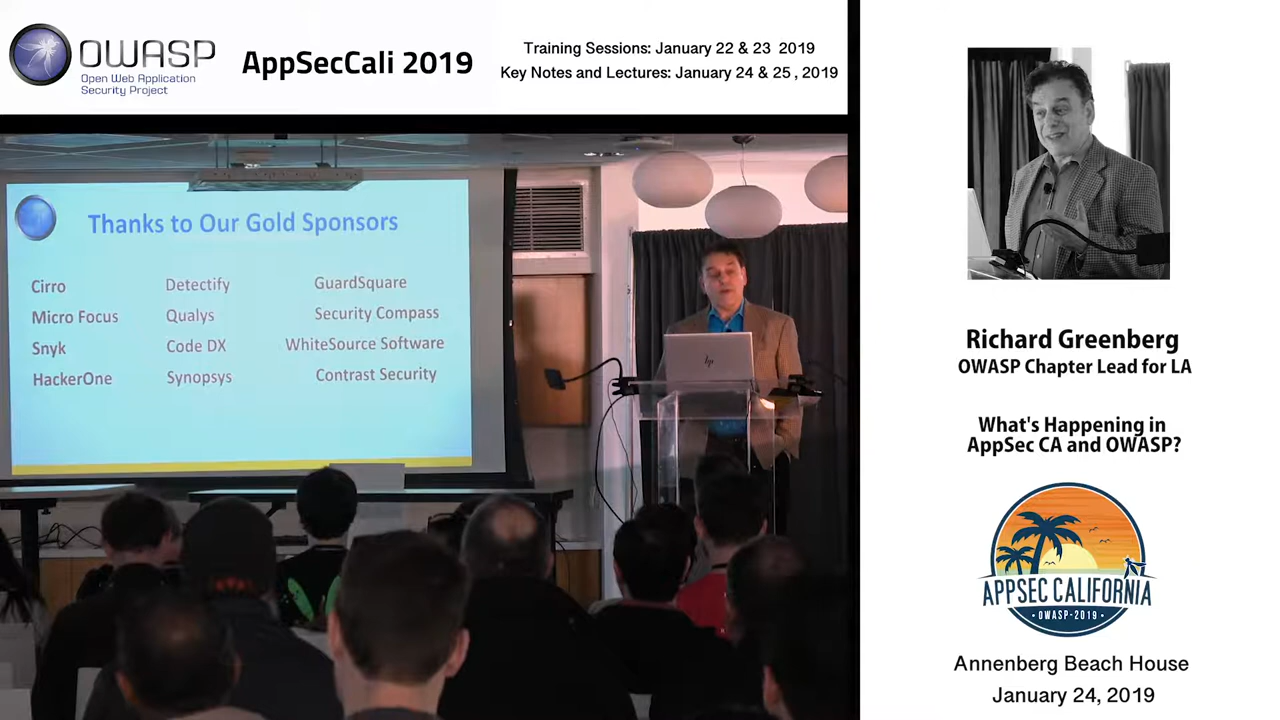 OWASP
Open Web Application
Security Project
AppSecCali 2019
Training Sessions: January 22 & 23 2019
Key Notes and Lectures: January 24 & 25, 2019
Thanks to Our Gold Sponsors
Cirro Detectify GuardSquare
Micro Focus Qualys Security Compass
Snyk Code DX WhiteSource Software
HackerOne Synopsys Contrast Security
hp
Richard Greenberg
OWASP Chapter Lead for LA
What's Happening in
AppSec CA and OWASP?
APPSEC CALIFORNIA
• OWASP-2019 •
Annenberg Beach House
January 24, 2019